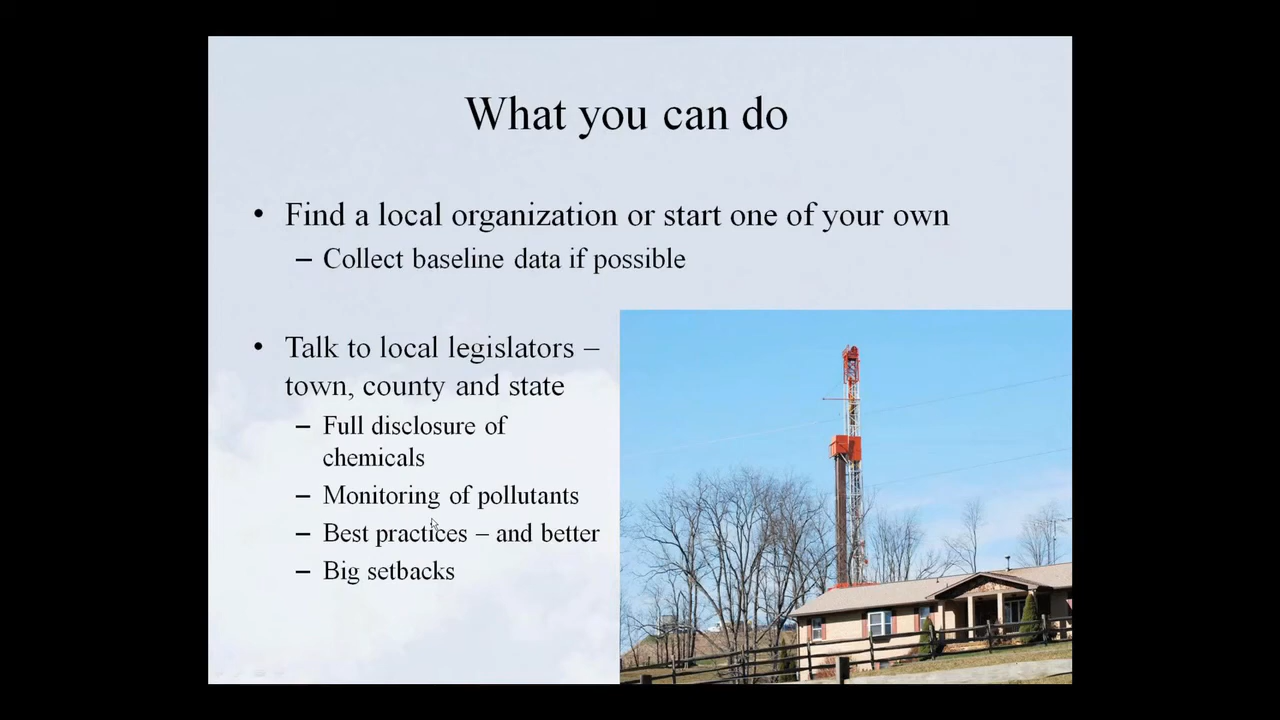 What you can do
• Find a local organization or start one of your own
– Collect baseline data if possible
• Talk to local legislators –
town, county and state
– Full disclosure of
chemicals
– Monitoring of pollutants
– Best practices – and better
– Big setbacks